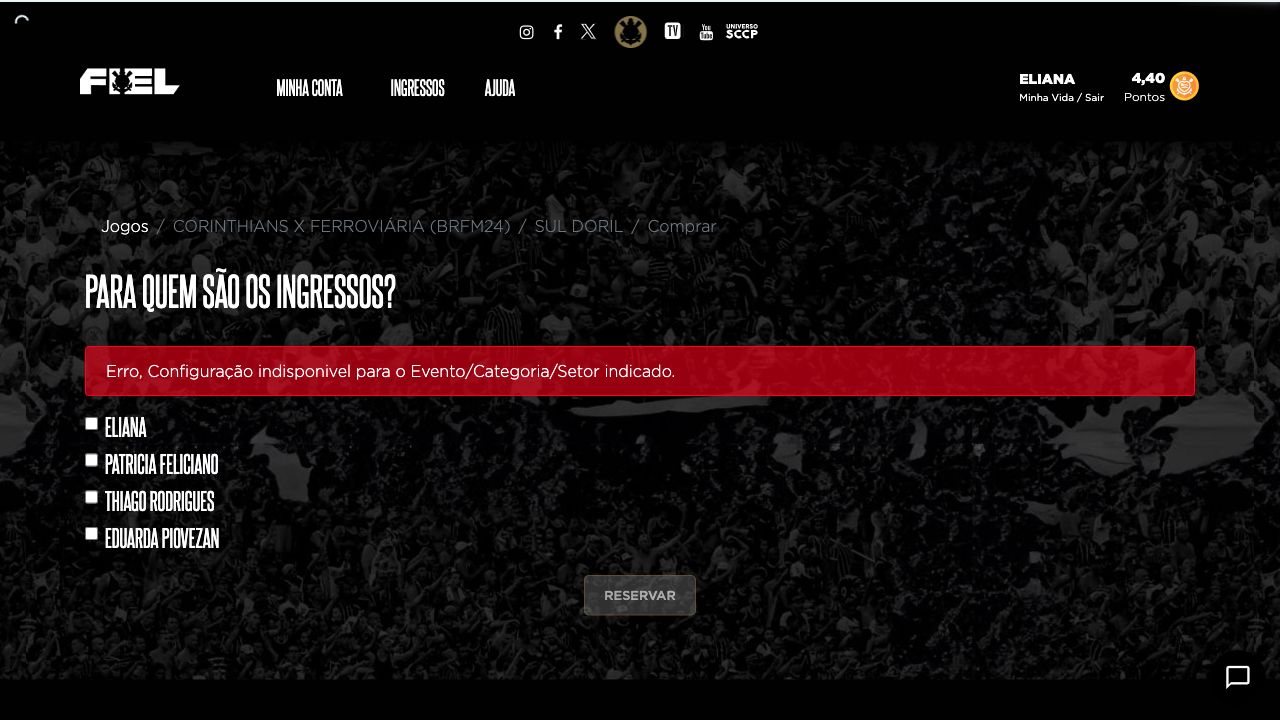 TV
You
Tube
UNIVERSO
SCCP
FIEL
MINHA CONTA
INGRESSOS
AJUDA
ELIANA
Minha Vida / Sair
4,40
Pontos
Jogos / CORINTHIANS X FERROVIÁRIA (BRFM24) / SUL DORIL / Comprar
PARA QUEM SÃO OS INGRESSOS?
Erro, Configuração indisponivel para o Evento/Categoria/Setor indicado.
ELIANA
PATRICIA FELICIANO
THIAGO RODRIGUES
EDUARDA PIOVEZAN
RESERVAR